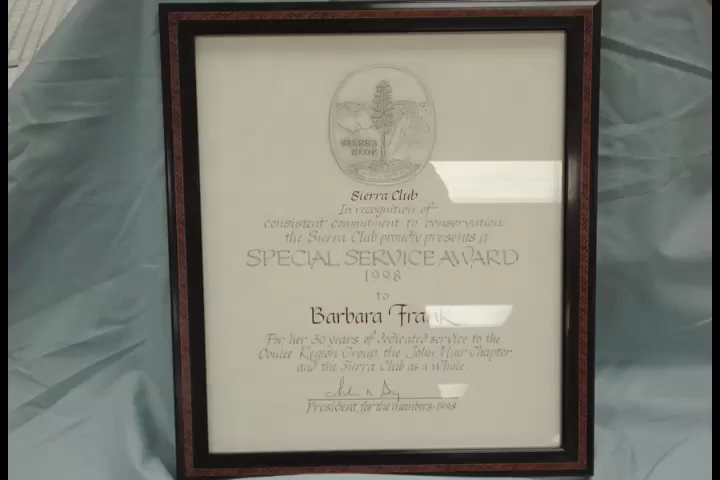 Sierra Club
In recognition of
consistent commitment to conservation
the Sierra Club proudly presents a
SPECIAL SERVICE AWARD
1998
to
Barbara Frank
For her 30 years of dedicated service to the
Coulee Region Group, the John Muir Chapter
and the Sierra Club as a whole
President for the members · 1998